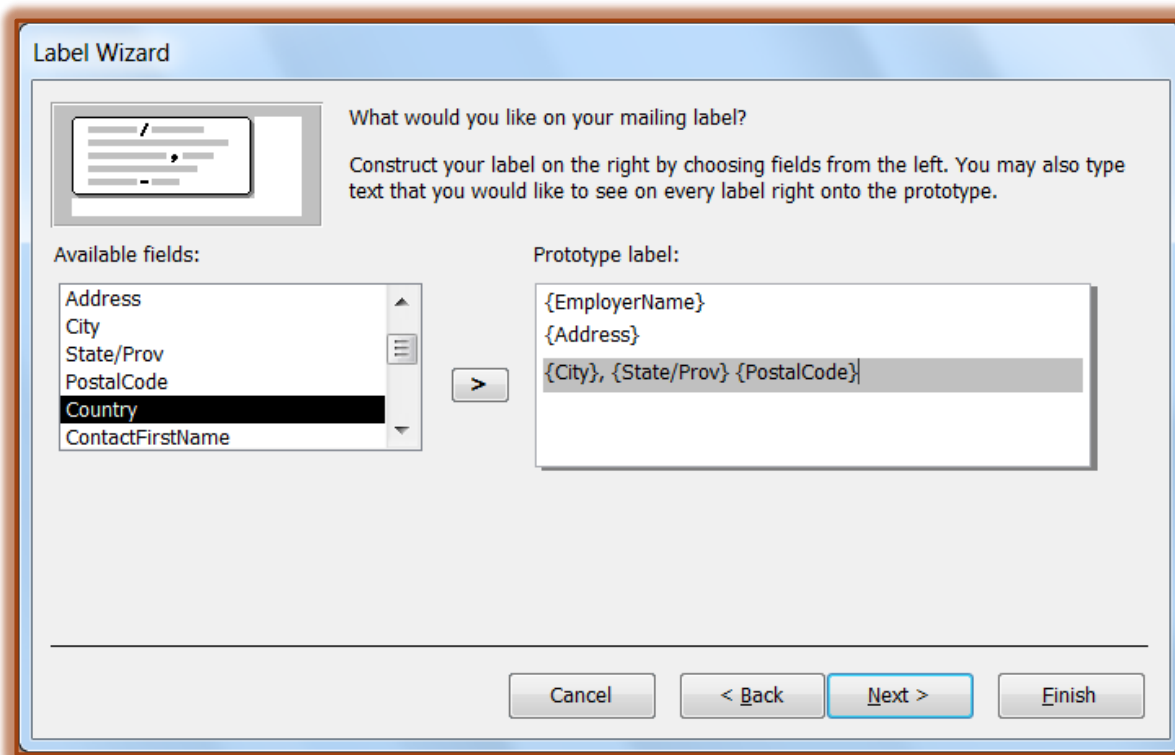 Label Wizard
What would you like on your mailing label?
Construct your label on the right by choosing fields from the left. You may also type
text that you would like to see on every label right onto the prototype.
Available fields:
Address
City
State/Prov
PostalCode
Country
ContactFirstName
>
Prototype label:
{EmployerName}
{Address}
{City}, {State/Prov} {PostalCode}
Cancel
< Back
Next >
Finish